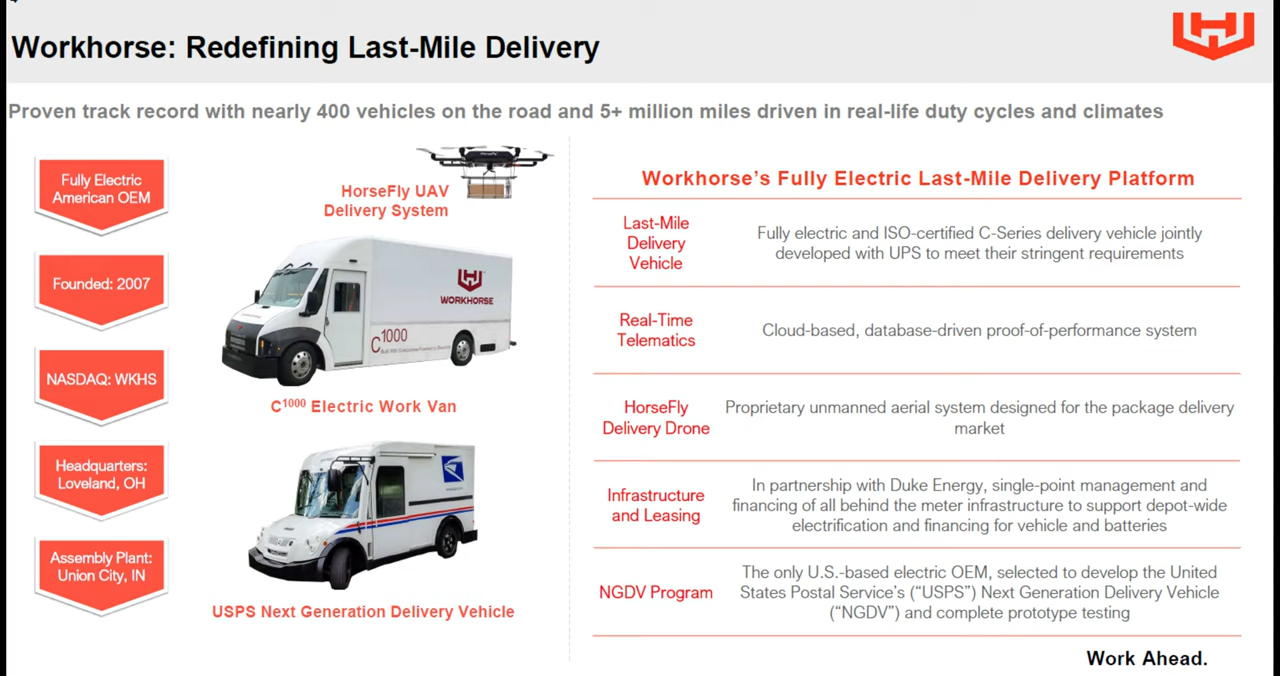 Workhorse: Redefining Last-Mile Delivery
Proven track record with nearly 400 vehicles on the road and 5+ million miles driven in real-life duty cycles and climates
Fully Electric
American OEM
Founded: 2007
NASDAQ: WKHS
Headquarters:
Loveland, OH
Assembly Plant:
Union City, IN
HorseFly UAV
Delivery System
WORKHORSE
C1000
C1000 Electric Work Van
USPS Next Generation Delivery Vehicle
Workhorse's Fully Electric Last-Mile Delivery Platform
Last-Mile
Delivery
Vehicle
Fully electric and ISO-certified C-Series delivery vehicle jointly
developed with UPS to meet their stringent requirements
Real-Time
Telematics
Cloud-based, database-driven proof-of-performance system
HorseFly
Delivery Drone
Proprietary unmanned aerial system designed for the package delivery
market
Infrastructure
and Leasing
In partnership with Duke Energy, single-point management and
financing of all behind the meter infrastructure to support depot-wide
electrification and financing for vehicle and batteries
NGDV Program
The only U.S.-based electric OEM, selected to develop the United
States Postal Service's ("USPS") Next Generation Delivery Vehicle
("NGDV") and complete prototype testing
Work Ahead.